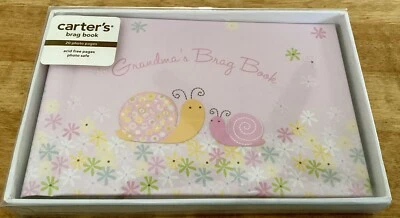 carter's®
brag book
20 photo pages
acid free pages
photo safe
Grandma's Brag Book